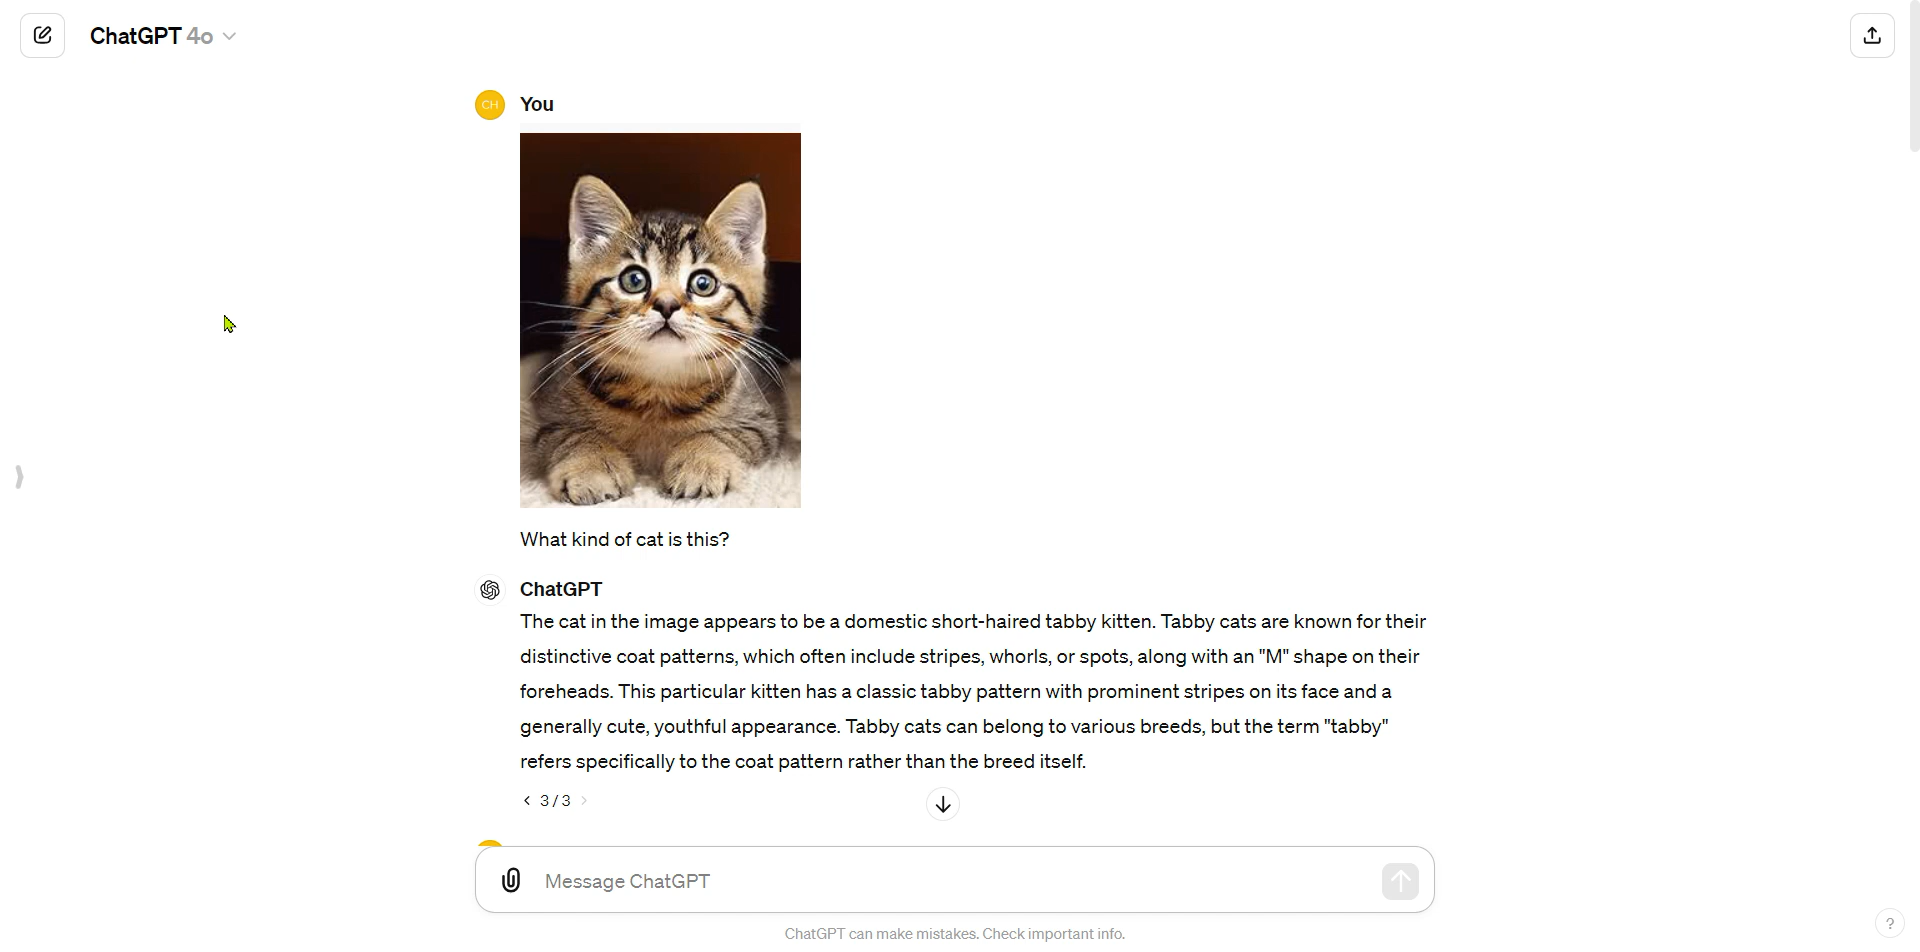 ChatGPT 4o
CH You
What kind of cat is this?
ChatGPT
The cat in the image appears to be a domestic short-haired tabby kitten. Tabby cats are known for their
distinctive coat patterns, which often include stripes, whorls, or spots, along with an "M" shape on their
foreheads. This particular kitten has a classic tabby pattern with prominent stripes on its face and a
generally cute, youthful appearance. Tabby cats can belong to various breeds, but the term "tabby"
refers specifically to the coat pattern rather than the breed itself.
< 3 / 3 >
Message ChatGPT
ChatGPT can make mistakes. Check important info.
?